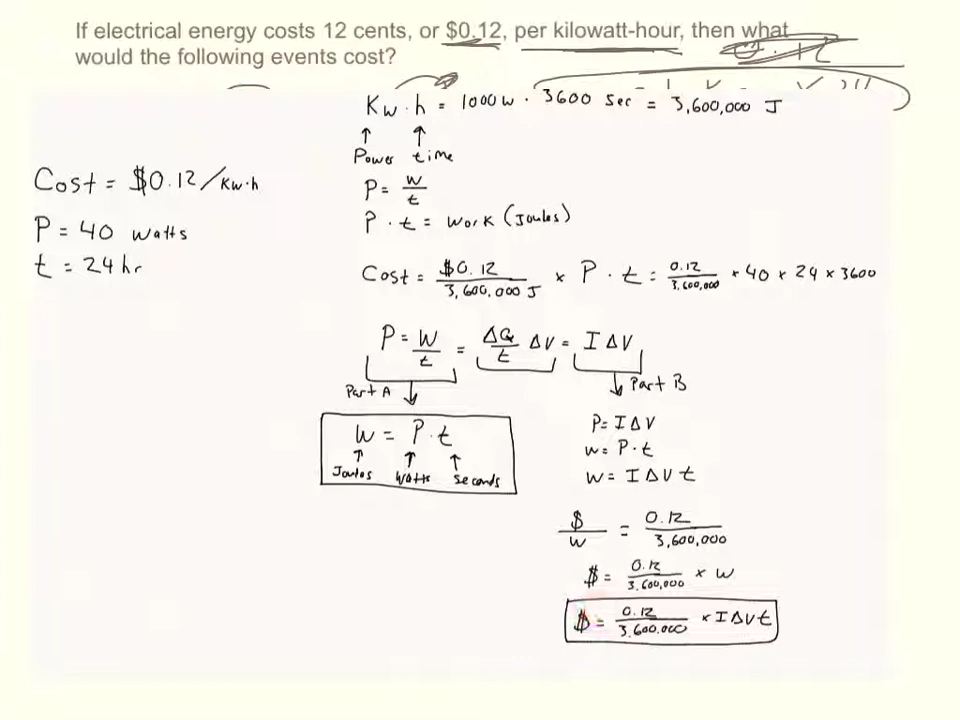 If electrical energy costs 12 cents, or $0.12, per kilowatt-hour, then what
would the following events cost?
Kw·h = 1000w · 3600 sec = 3,600,000 J
↑ ↑
Power time
Cost = $0.12/Kw·h
P = 40 watts
t = 24hr
P = W/t
P · t = work (Joules)
Cost = $0.12/3,600,000 J × P · t = 0.12/3,600,000 × 40 × 24 × 3600
P = W/t = ΔQ/t ΔV = I ΔV
Part A ↓
↓ Part B
W = P·t
↑ ↑ ↑
Joules Watts Seconds
P = I ΔV
W = P·t
W = I ΔV t
$/W = 0.12/3,600,000
$ = 0.12/3,600,000 × W
$ = 0.12/3,600,000 × I ΔV t